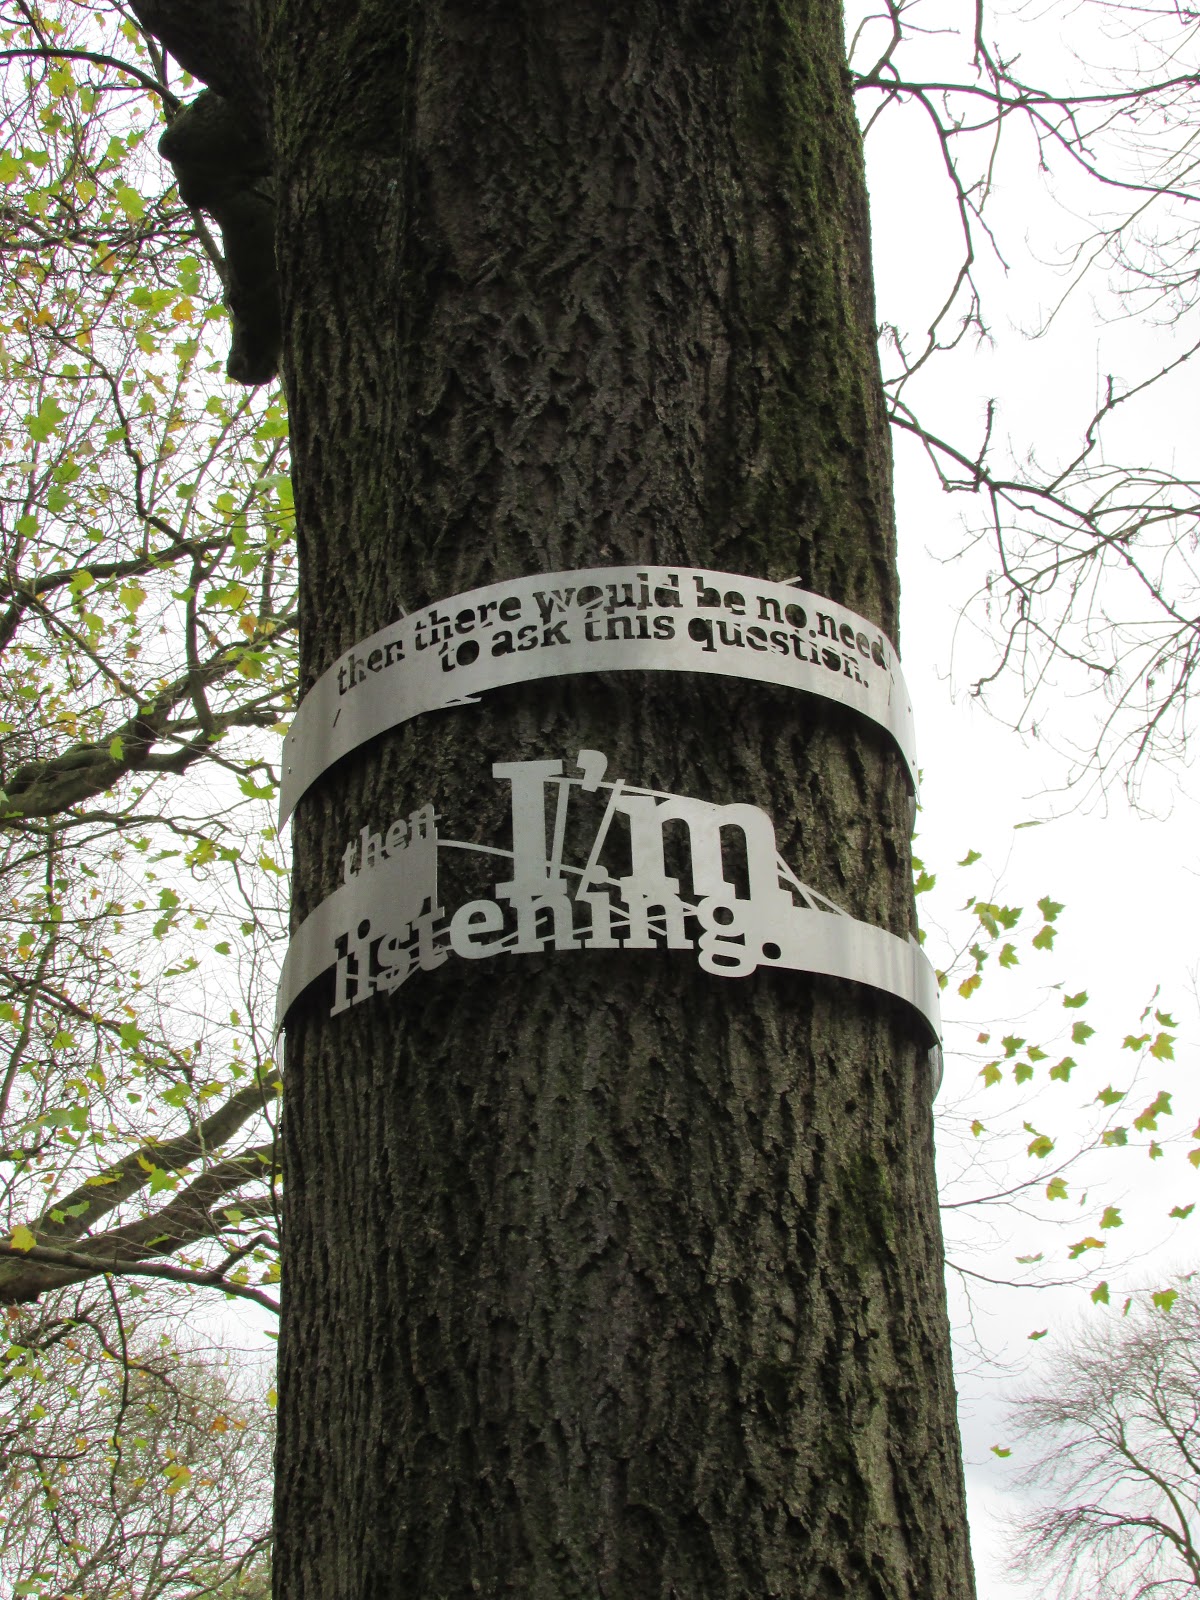 then there would be no need
to ask this question.
then I'm
listening.